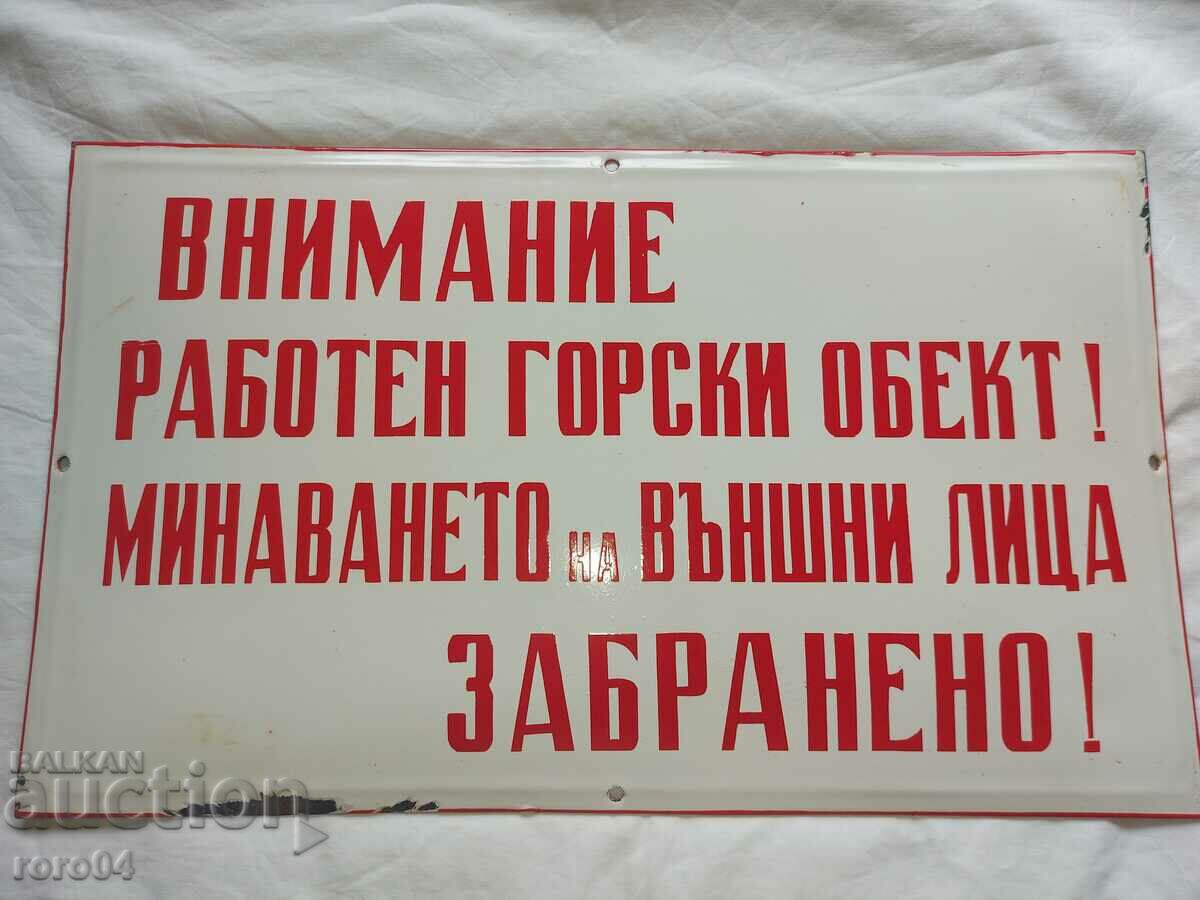 ВНИМАНИЕ
РАБОТЕН ГОРСКИ ОБЕКТ!
МИНАВАНЕТО НА ВЪНШНИ ЛИЦА
ЗАБРАНЕНО!
BALKAN
auction
roro04